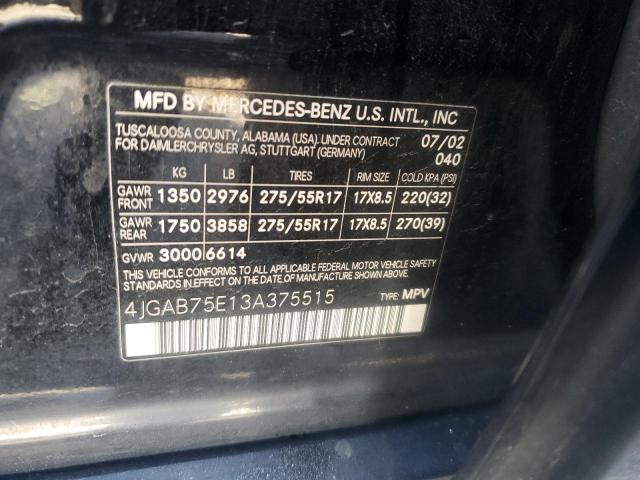 MFD BY MERCEDES-BENZ U.S. INTL., INC
TUSCALOOSA COUNTY, ALABAMA (USA). UNDER CONTRACT 07/02
FOR DAIMLERCHRYSLER AG, STUTTGART (GERMANY) 040
KG LB TIRES RIM SIZE COLD KPA (PSI)
GAWR FRONT 1350 2976 275/55R17 17X8.5 220(32)
GAWR REAR 1750 3858 275/55R17 17X8.5 270(39)
GVWR 3000 6614
THIS VEHICLE CONFORMS TO ALL APPLICABLE FEDERAL MOTOR VEHICLE SAFETY
STANDARDS IN EFFECT ON THE DATE OF MANUFACTURE SHOWN ABOVE.
4JGAB75E13A375515 TYPE: MPV